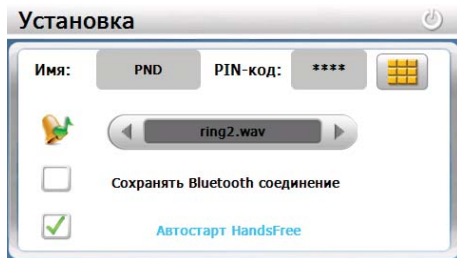 Установка
Имя: PND PIN-код: ****
ring2.wav
Сохранять Bluetooth соединение
Автостарт HandsFree